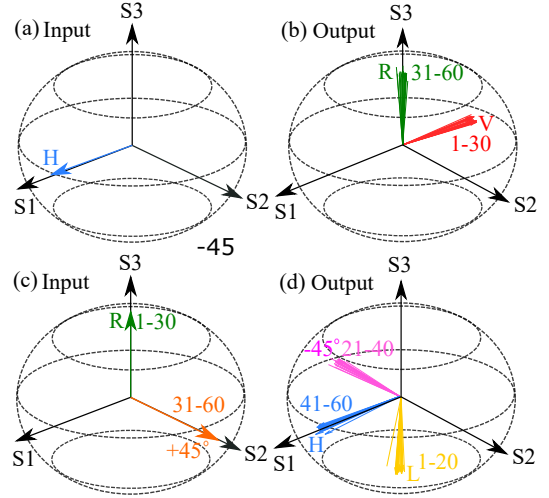 (a) Input
S3
H
S1
S2
-45
(b) Output
S3
R 31-60
V
1-30
S1
S2
(c) Input
S3
R 1-30
31-60
+45°
S1
S2
(d) Output
S3
-45° 21-40
41-60
H
L 1-20
S1
S2